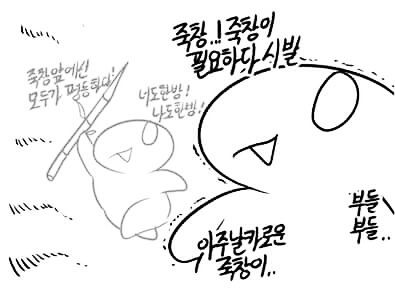 죽창...! 죽창이
필요하다 시발
죽창앞에선
모두가 평등하다!
너도한방!
나도한방!
부들
부들..
아주날카로운
죽창이..